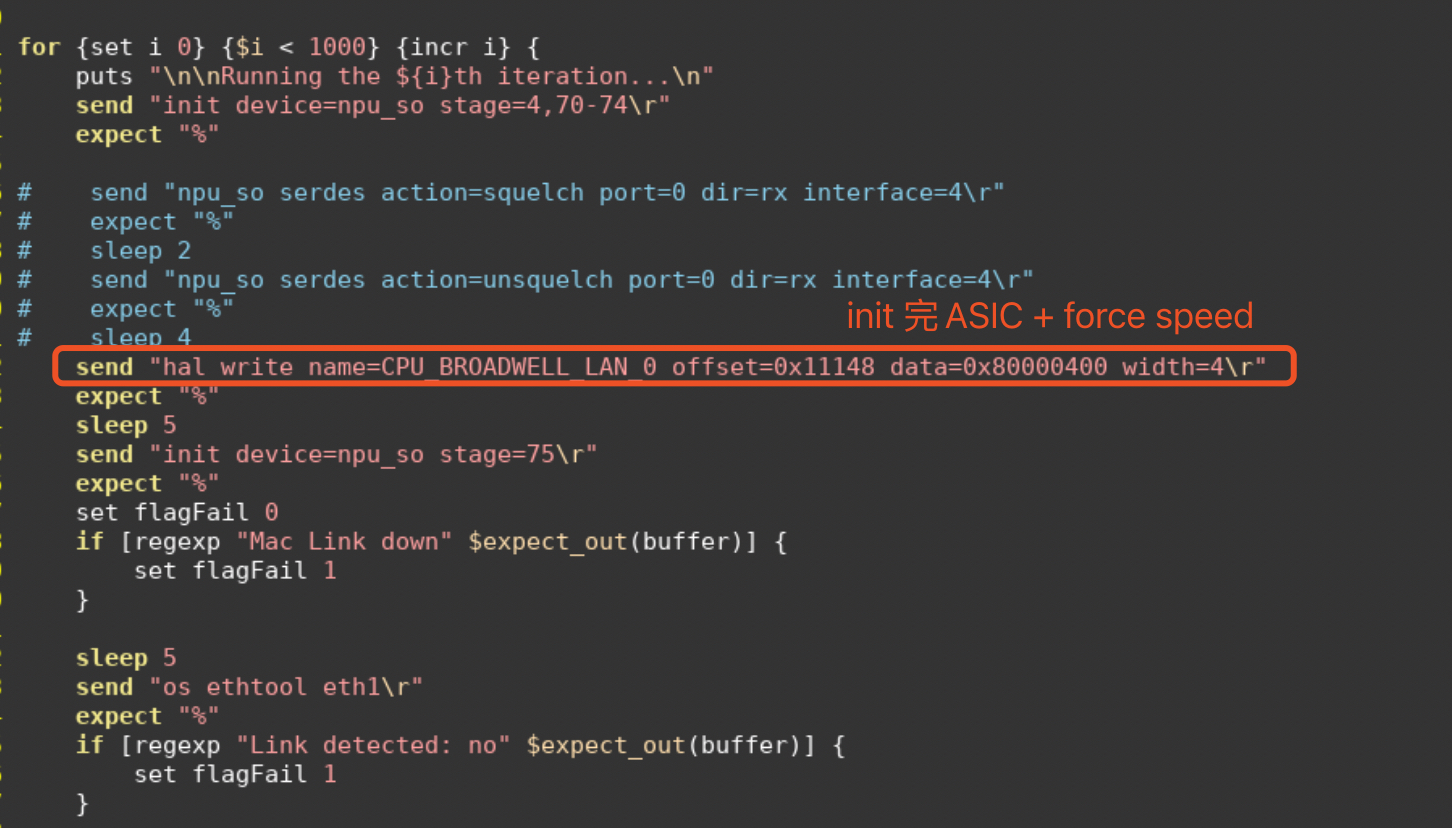 for {set i 0} {$i < 1000} {incr i} {
    puts "\n\nRunning the ${i}th iteration...\n"
    send "init device=npu_so stage=4,70-74\r"
    expect "%"
#    send "npu_so serdes action=squelch port=0 dir=rx interface=4\r"
#    expect "%"
#    sleep 2
#    send "npu_so serdes action=unsquelch port=0 dir=rx interface=4\r"
#    expect "%"
init 完 ASIC + force speed
#    sleep 4
    send "hal write name=CPU_BROADWELL_LAN_0 offset=0x11148 data=0x80000400 width=4\r"
    expect "%"
    sleep 5
    send "init device=npu_so stage=75\r"
    expect "%"
    set flagFail 0
    if [regexp "Mac Link down" $expect_out(buffer)] {
        set flagFail 1
    }
    sleep 5
    send "os ethtool eth1\r"
    expect "%"
    if [regexp "Link detected: no" $expect_out(buffer)] {
        set flagFail 1
    }